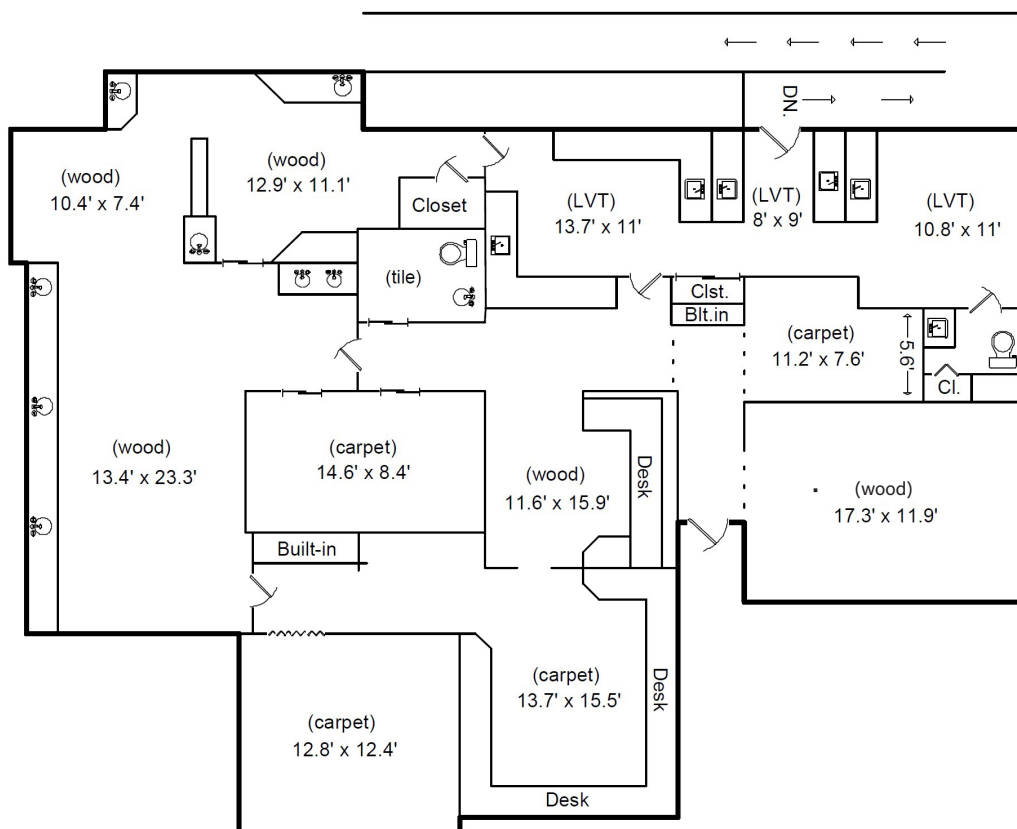 DN.
(wood)
10.4' x 7.4'
(wood)
12.9' x 11.1'
Closet
(LVT)
13.7' x 11'
(LVT)
8' x 9'
(LVT)
10.8' x 11'
(tile)
Clst.
Blt.in
(carpet)
11.2' x 7.6'
5.6'
Cl.
(wood)
13.4' x 23.3'
(carpet)
14.6' x 8.4'
(wood)
11.6' x 15.9'
Desk
(wood)
17.3' x 11.9'
Built-in
(carpet)
13.7' x 15.5'
Desk
(carpet)
12.8' x 12.4'
Desk